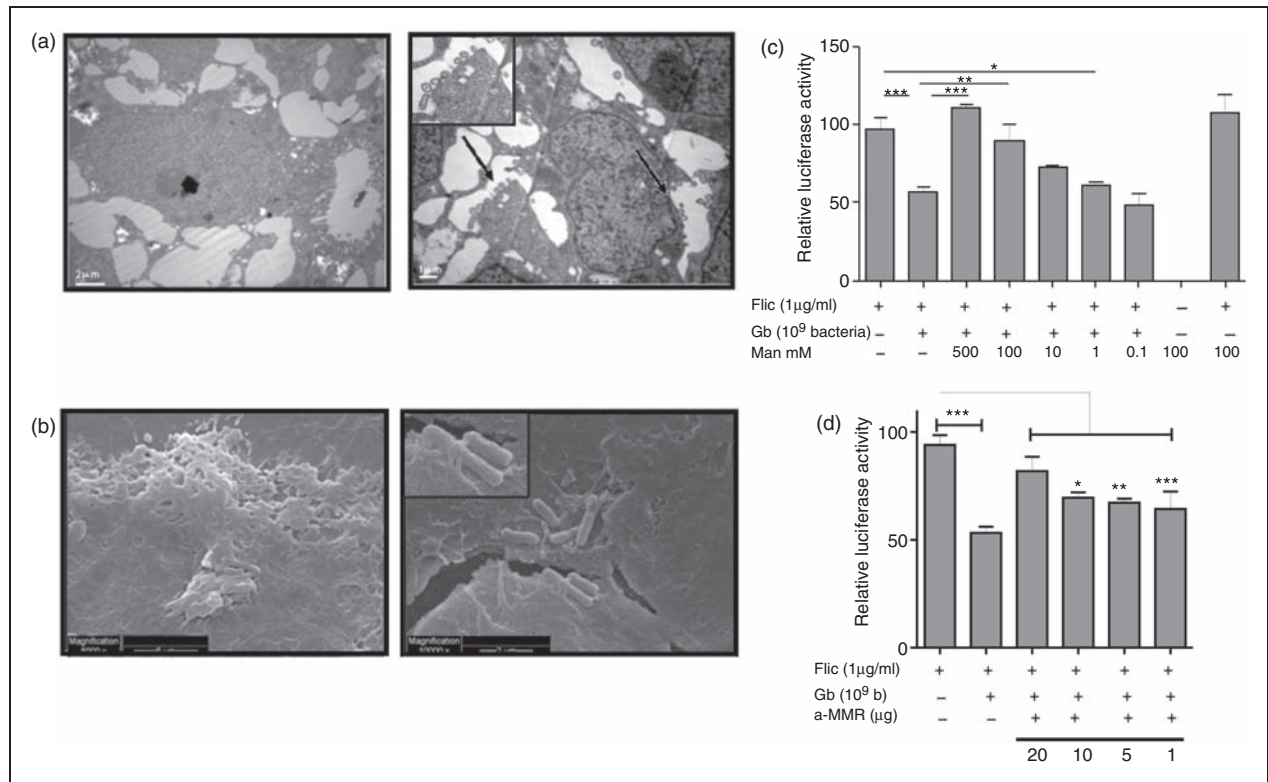 (a)
2μm
1μm
(b)
Magnification
Magnification
(c)
Relative luciferase activity
150
100
50
0
*
**
***
***
Flic (1μg/ml) + + + + + + + – +
Gb (10⁹ bacteria) – + + + + + + – –
Man mM – – 500 100 10 1 0.1 100 100
(d)
Relative luciferase activity
100
50
0
***
* ** ***
Flic (1μg/ml) + + + + + +
Gb (10⁹ b) – + + + + +
a-MMR (μg) – – + + + +
20 10 5 1